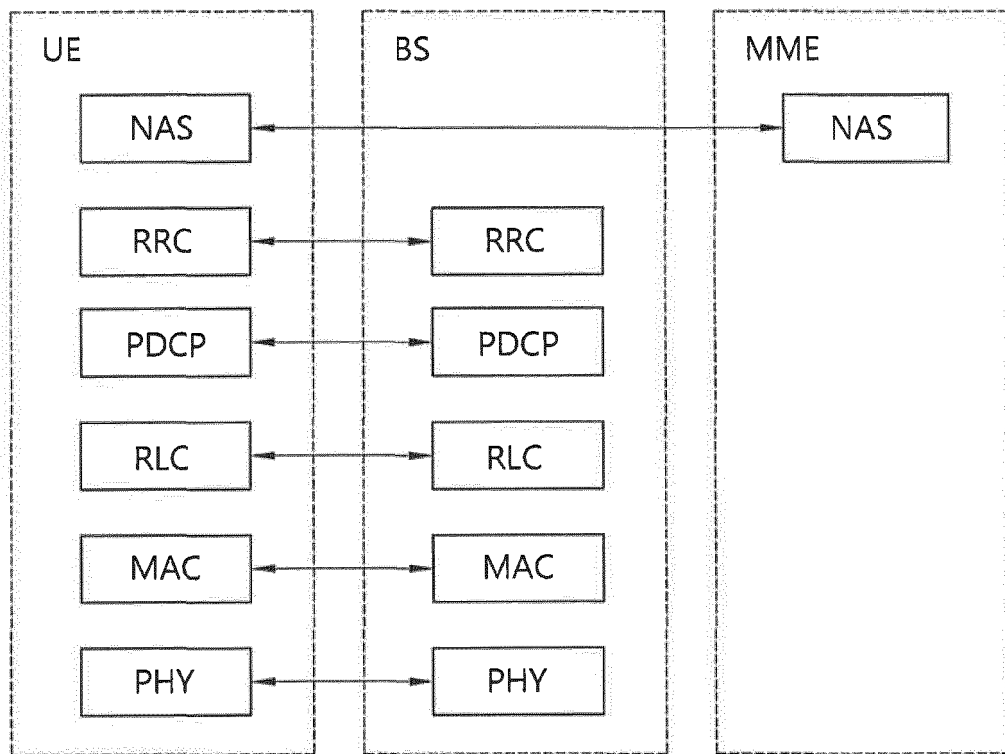 UE BS MME
NAS NAS
RRC RRC
PDCP PDCP
RLC RLC
MAC MAC
PHY PHY